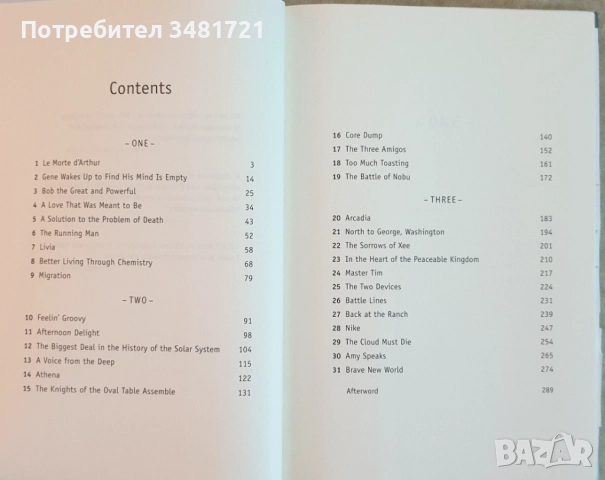 Потребител 3481721
Contents
– ONE –
1 Le Morte d'Arthur 3
2 Gene Wakes Up to Find His Mind Is Empty 14
3 Bob the Great and Powerful 25
4 A Love That Was Meant to Be 34
5 A Solution to the Problem of Death 43
6 The Running Man 52
7 Livia 58
8 Better Living Through Chemistry 68
9 Migration 79
– TWO –
10 Feelin' Groovy 91
11 Afternoon Delight 98
12 The Biggest Deal in the History of the Solar System 104
13 A Voice from the Deep 115
14 Athena 122
15 The Knights of the Oval Table Assemble 131
16 Core Dump 140
17 The Three Amigos 152
18 Too Much Toasting 161
19 The Battle of Nobu 172
– THREE –
20 Arcadia 183
21 North to George, Washington 194
22 The Sorrows of Xee 201
23 In the Heart of the Peaceable Kingdom 210
24 Master Tim 217
25 The Two Devices 224
26 Battle Lines 231
27 Back at the Ranch 239
28 Nike 247
29 The Cloud Must Die 254
30 Amy Speaks 265
31 Brave New World 274
Afterword 289
BAZAR